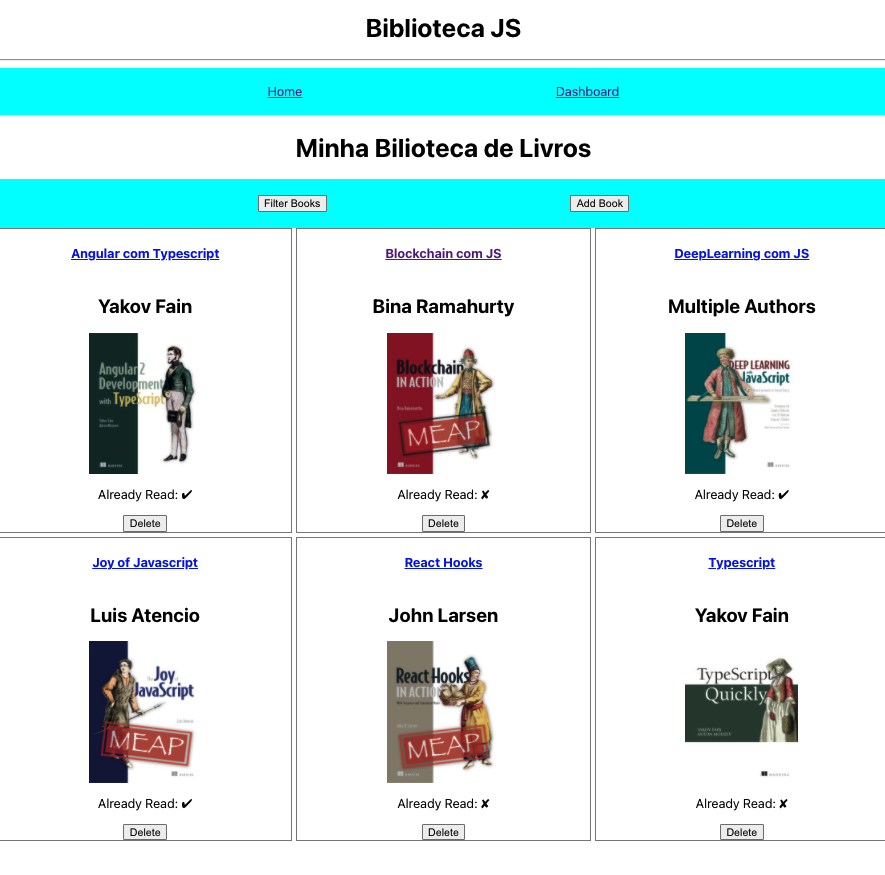 Biblioteca JS
Home
Dashboard
Minha Bilioteca de Livros
Filter Books
Add Book
Angular com Typescript
Yakov Fain
Angular 2
Development
with TypeScript
Already Read: ✔
Delete
Blockchain com JS
Bina Ramahurty
Blockchain
IN ACTION
MEAP
Already Read: ✘
Delete
DeepLearning com JS
Multiple Authors
DEEP LEARNING
JavaScript
Already Read: ✔
Delete
Joy of Javascript
Luis Atencio
Joy
JavaScript
MEAP
Already Read: ✔
Delete
React Hooks
John Larsen
React Hooks
IN ACTION
MEAP
Already Read: ✘
Delete
Typescript
Yakov Fain
TypeScript
Quickly
YAKOV FAIN
ANTON MOISEEV
Already Read: ✘
Delete